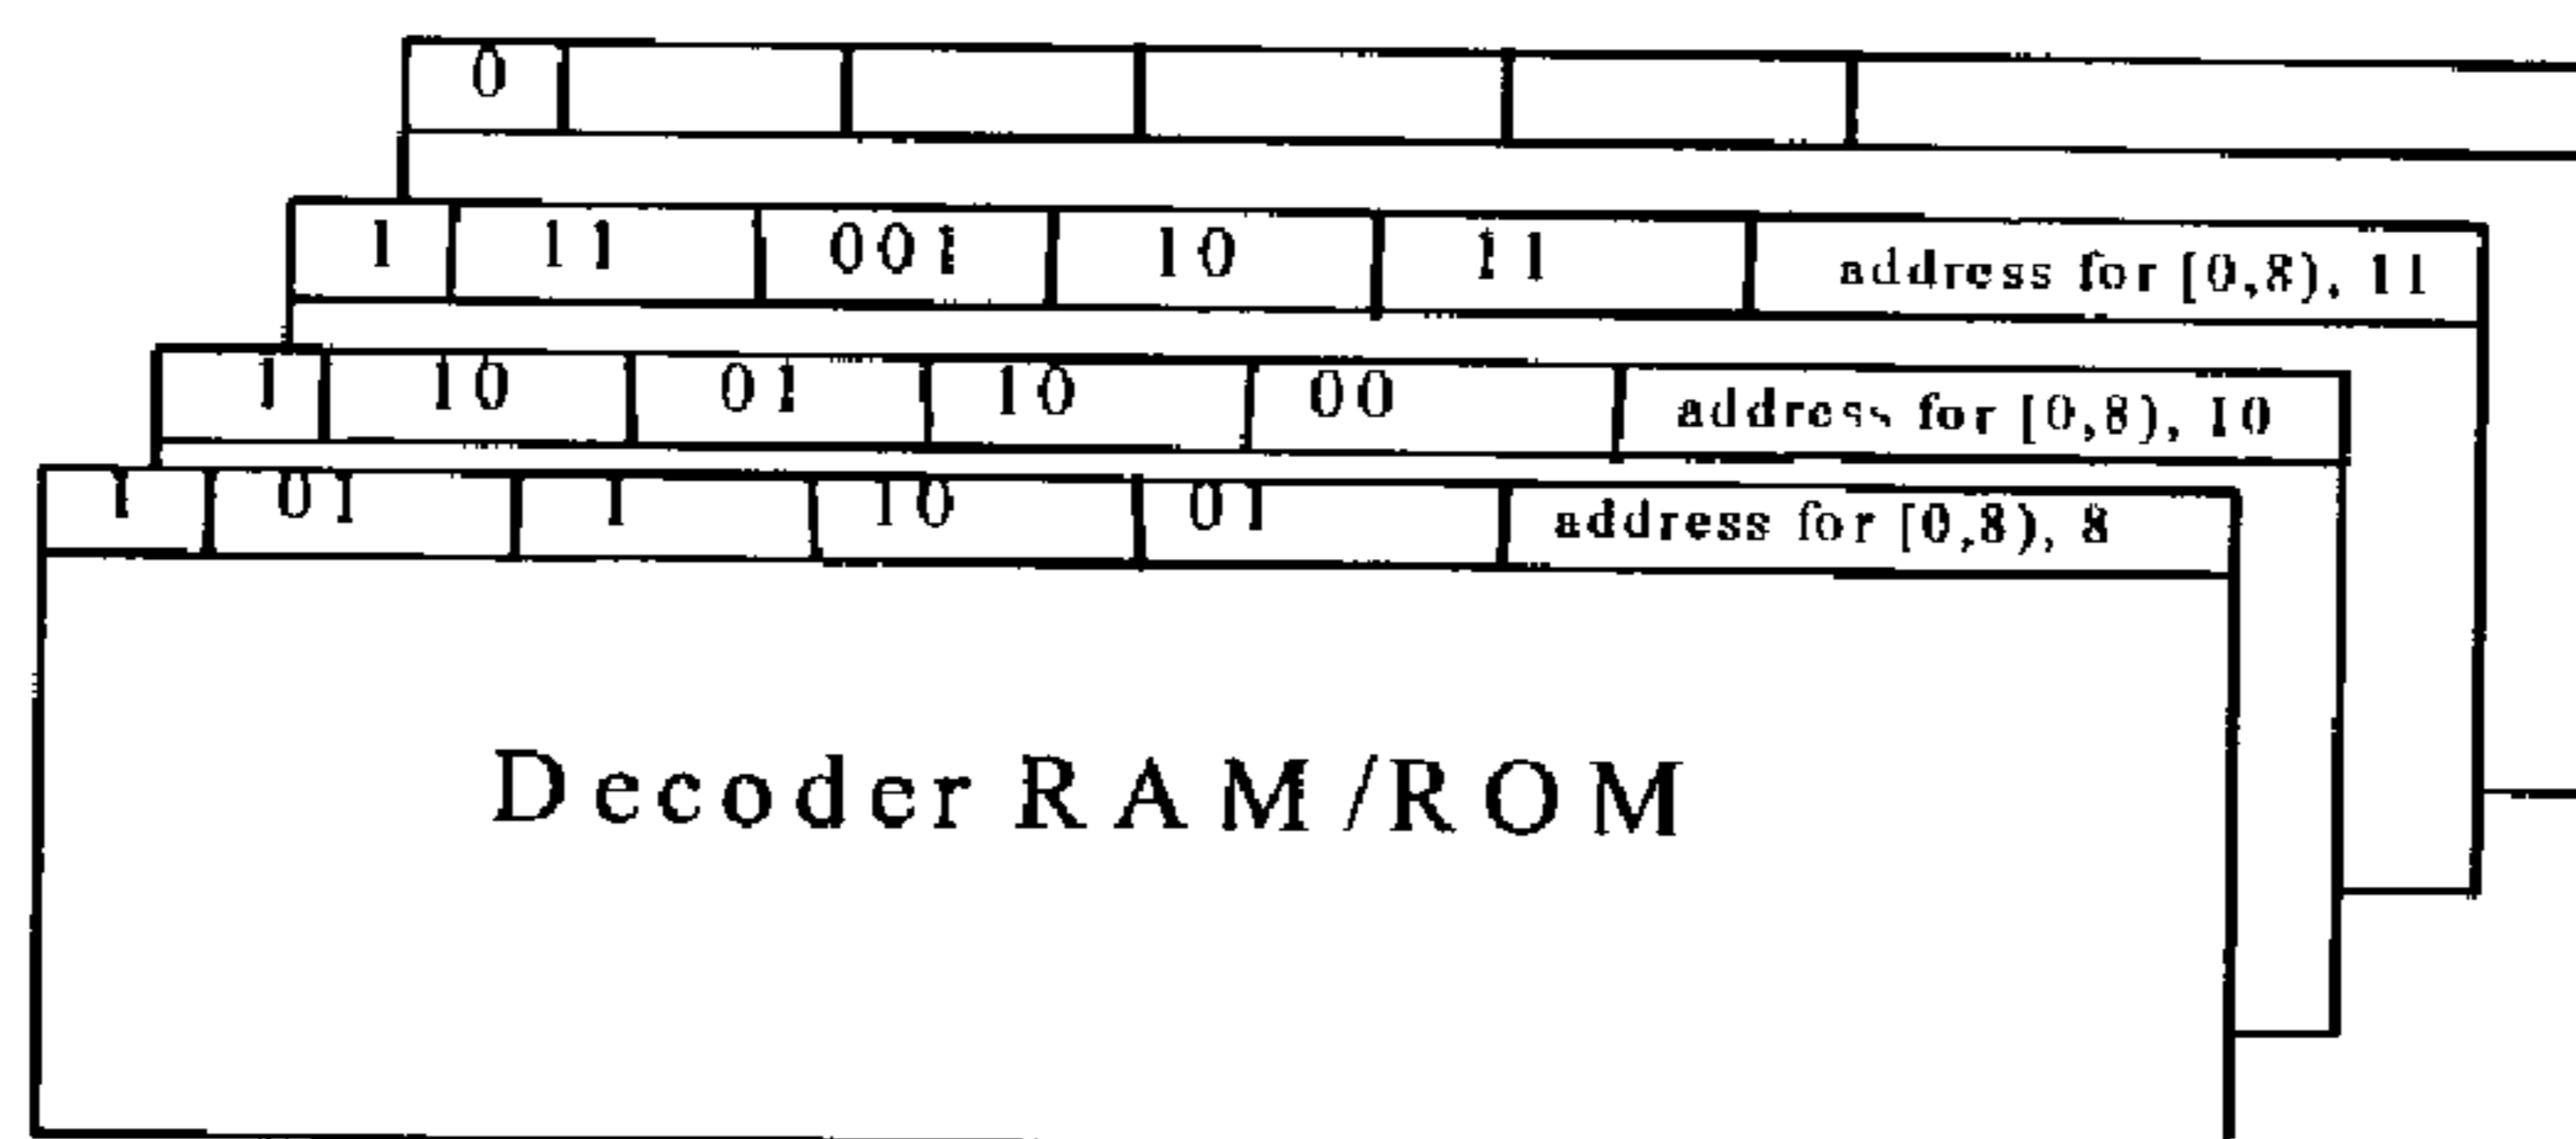 0
1 11 001 10 11 address for [0,8), 11
1 10 01 10 00 address for [0,8), 10
1 01 1 10 01 address for [0,8), 8
Decoder RAM/ROM